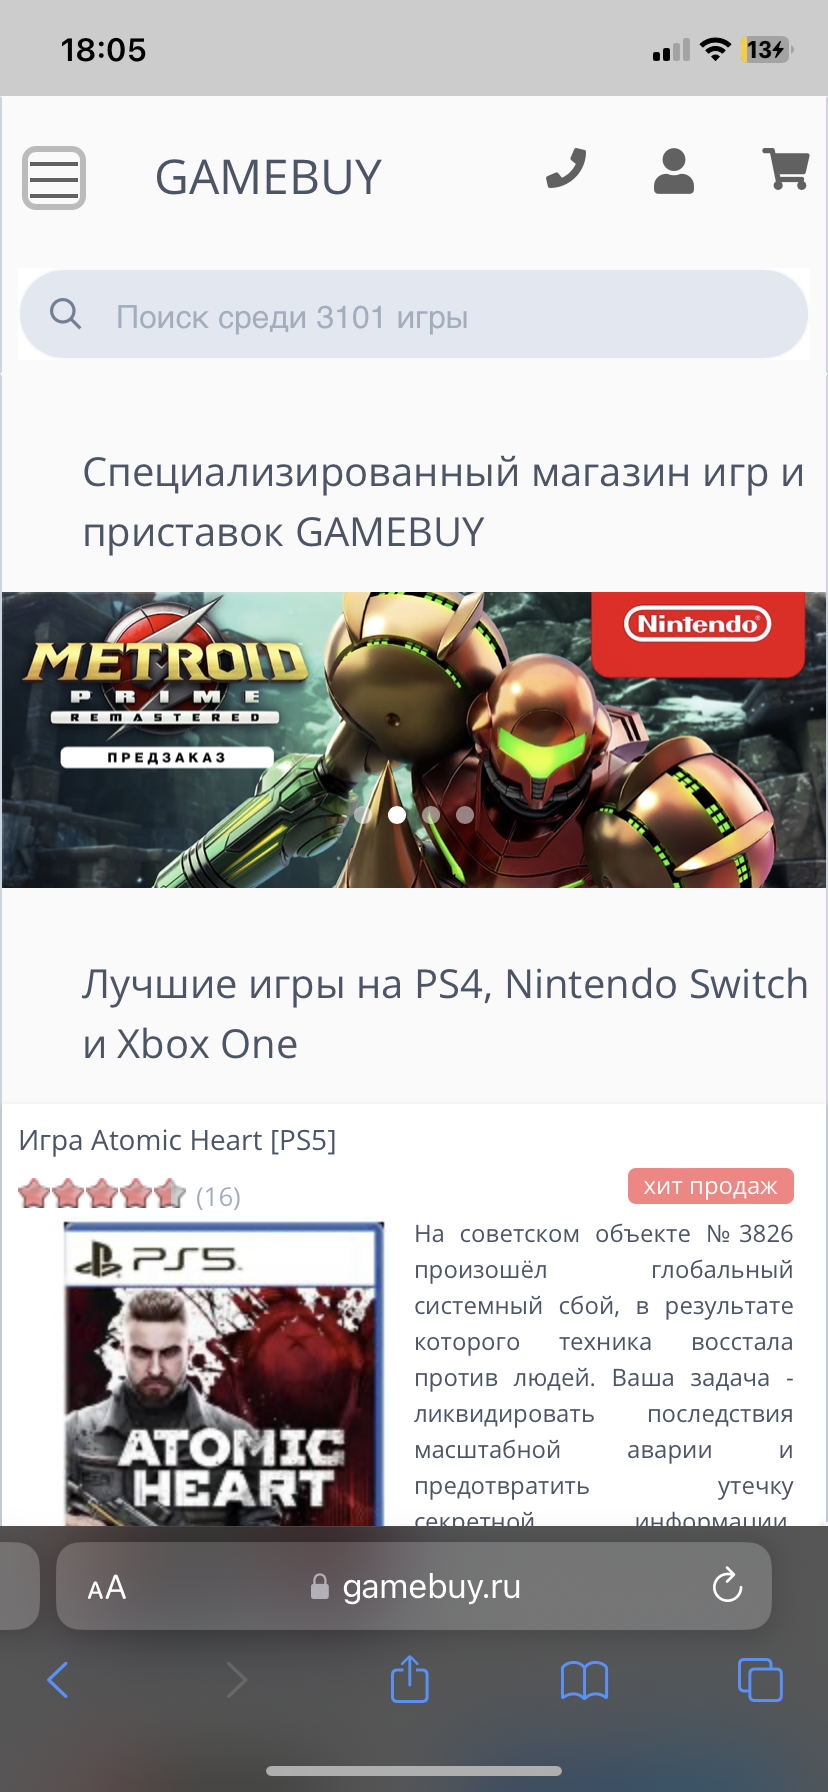 18:05
13
GAMEBUY
Поиск среди 3101 игры
Специализированный магазин игр и
приставок GAMEBUY
METROID
PRIME
REMASTERED
ПРЕДЗАКАЗ
Nintendo
Лучшие игры на PS4, Nintendo Switch
и Xbox One
Игра Atomic Heart [PS5]
(16)
хит продаж
PS5
ATOMIC
HEART
На советском объекте №3826
произошёл глобальный
системный сбой, в результате
которого техника восстала
против людей. Ваша задача -
ликвидировать последствия
масштабной аварии и
предотвратить утечку
секретной информации,
AA
gamebuy.ru